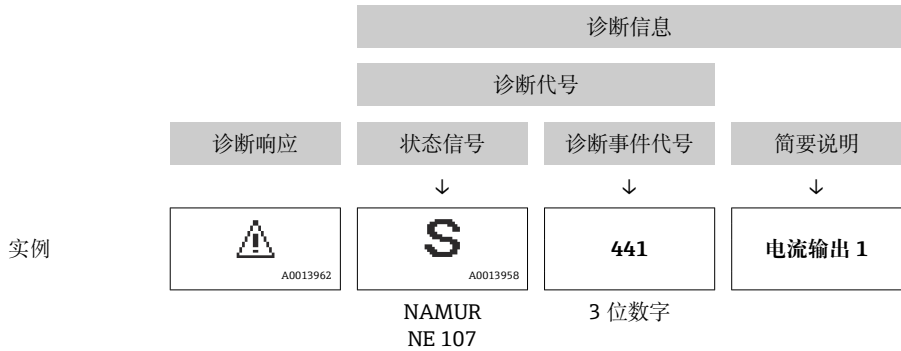 诊断信息
诊断代号
诊断响应 状态信号 诊断事件代号 简要说明
↓ ↓ ↓
实例 S 441 电流输出 1
A0013962 A0013958
NAMUR 3 位数字
NE 107